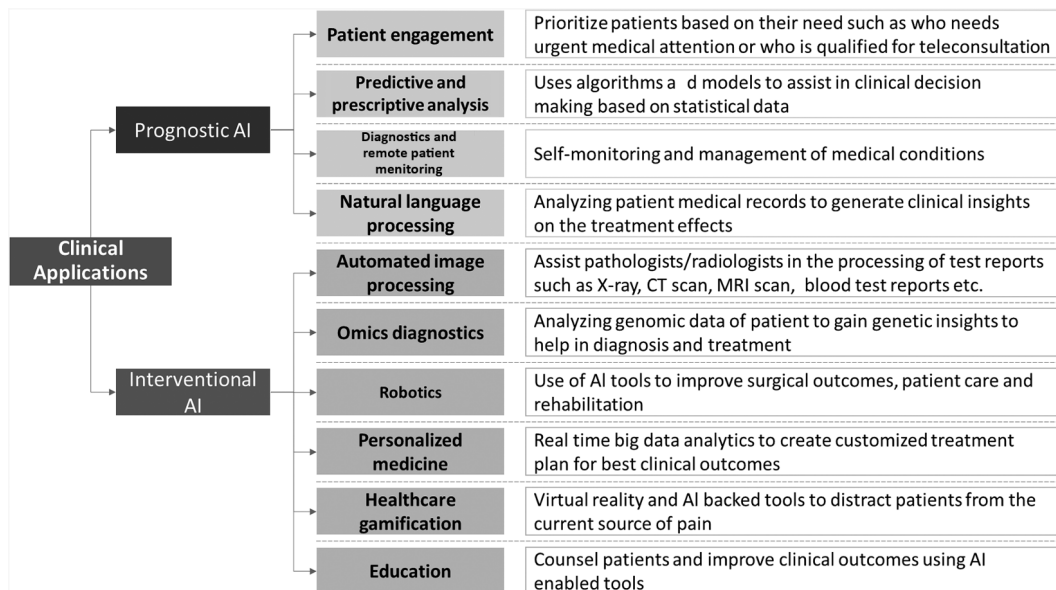 Patient engagement
Prioritize patients based on their need such as who needs
urgent medical attention or who is qualified for teleconsultation
Predictive and
prescriptive analysis
Uses algorithms a d models to assist in clinical decision
making based on statistical data
Prognostic AI
Diagnostics and
remote patient
menitoring
Self-monitoring and management of medical conditions
Natural language
processing
Analyzing patient medical records to generate clinical insights
on the treatment effects
Clinical
Applications
Automated image
processing
Assist pathologists/radiologists in the processing of test reports
such as X-ray, CT scan, MRI scan, blood test reports etc.
Omics diagnostics
Analyzing genomic data of patient to gain genetic insights to
help in diagnosis and treatment
Interventional
AI
Robotics
Use of AI tools to improve surgical outcomes, patient care and
rehabilitation
Personalized
medicine
Real time big data analytics to create customized treatment
plan for best clinical outcomes
Healthcare
gamification
Virtual reality and AI backed tools to distract patients from the
current source of pain
Education
Counsel patients and improve clinical outcomes using AI
enabled tools